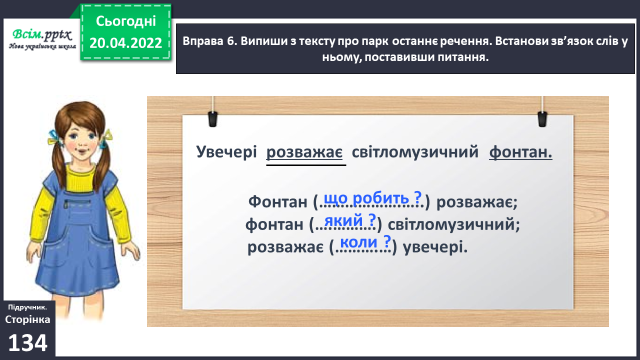 Всім.pptx
Нова українська школа
Сьогодні
20.04.2022
Вправа 6. Випиши з тексту про парк останнє речення. Встанови зв’язок слів у
ньому, поставивши питання.
Увечері розважає світломузичний фонтан.
Фонтан (що робить ?) розважає;
фонтан (який ?) світломузичний;
розважає (коли ?) увечері.
Підручник.
Сторінка
134